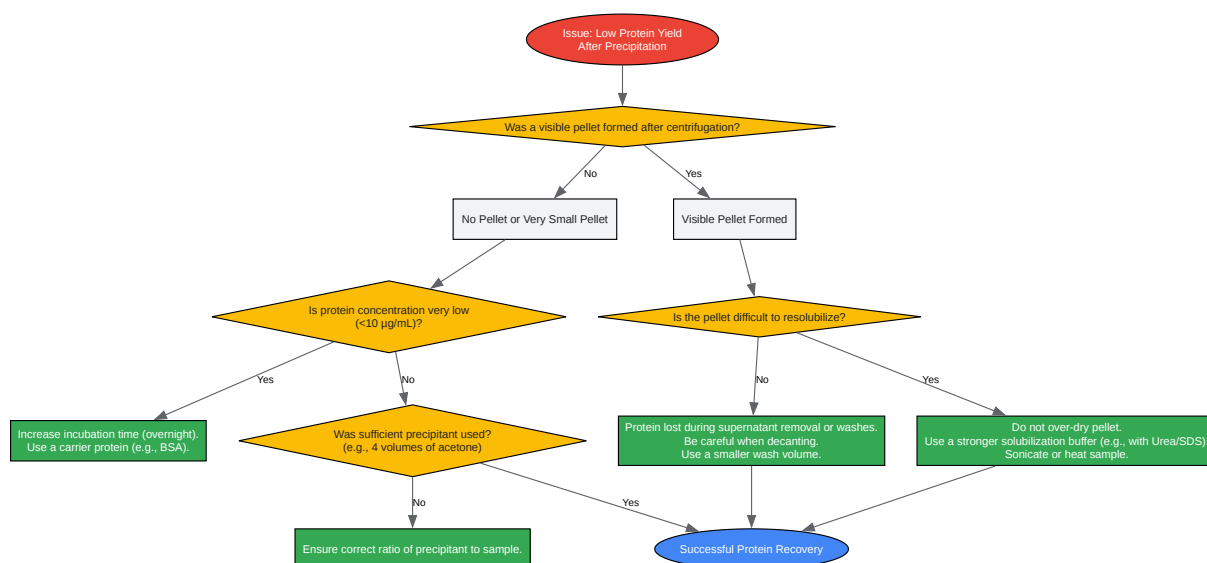 Issue: Low Protein Yield
After Precipitation
Was a visible pellet formed after centrifugation?
No
Yes
No Pellet or Very Small Pellet
Visible Pellet Formed
Is protein concentration very low
(<10 µg/mL)?
Is the pellet difficult to resolubilize?
Yes
No
No
Yes
Increase incubation time (overnight).
Use a carrier protein (e.g., BSA).
Was sufficient precipitant used?
(e.g., 4 volumes of acetone)
Protein lost during supernatant removal or washes.
Be careful when decanting.
Use a smaller wash volume.
Do not over-dry pellet.
Use a stronger solubilization buffer (e.g., with Urea/SDS).
Sonicate or heat sample.
No
Yes
Ensure correct ratio of precipitant to sample.
Successful Protein Recovery